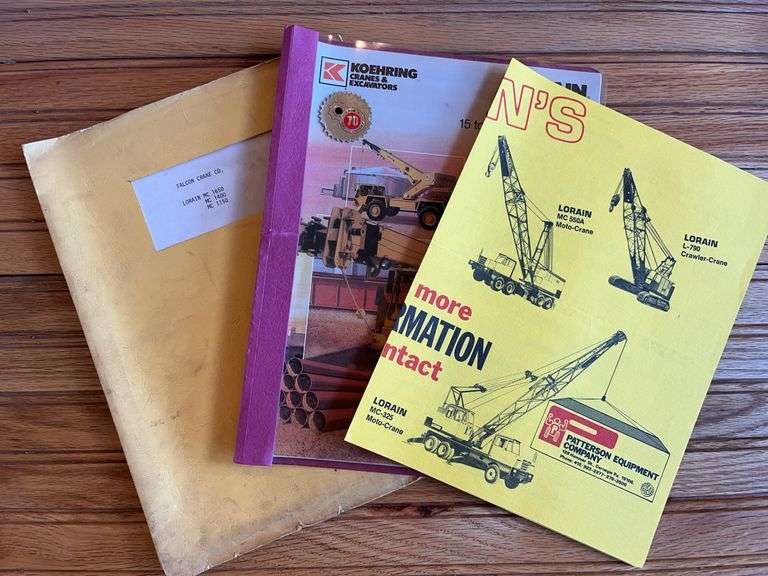 FALCON CRANE CO.
LORAIN MC 1650
MC 1400
MC 1150
KOEHRING
CRANES &
EXCAVATORS
15 to
N'S
LORAIN
MC 550A
Moto-Crane
LORAIN
L-790
Crawler-Crane
more
RMATION
ntact
LORAIN
MC-325
Moto-Crane
PATTERSON EQUIPMENT
COMPANY